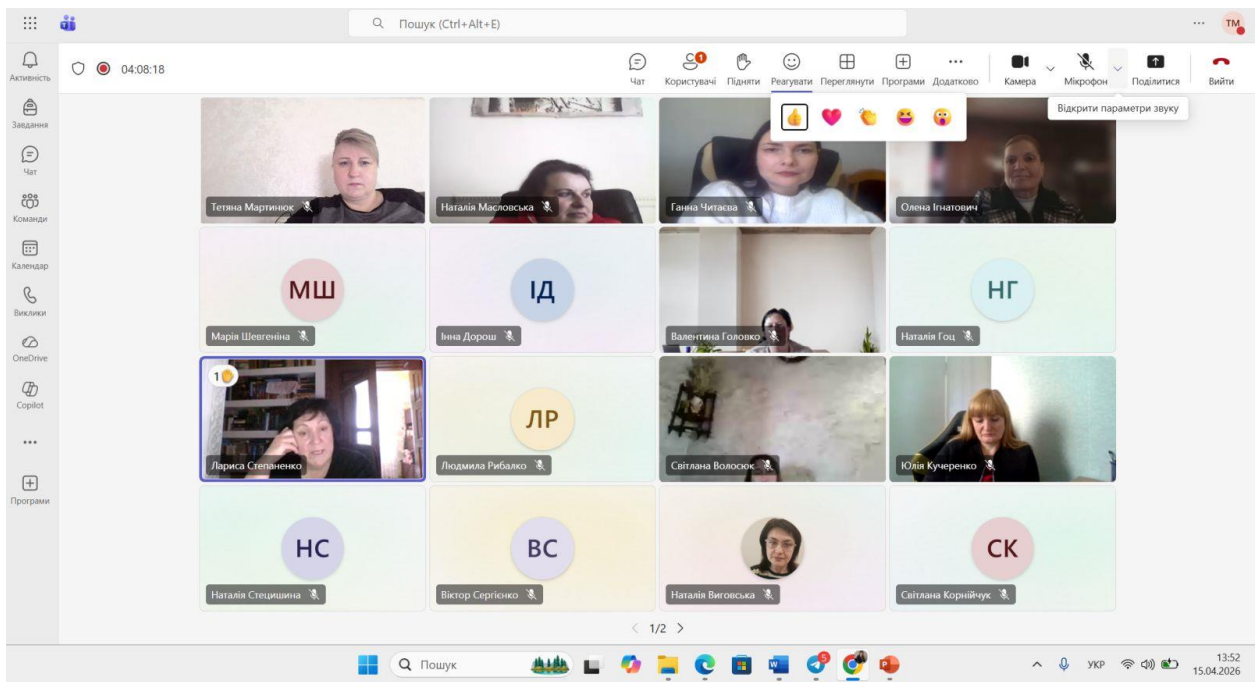 Пошук (Ctrl+Alt+E)
TM
Активність
Завдання
Чат
Команди
Календар
Виклики
OneDrive
Copilot
Програми
04:08:18
Чат
Користувачі
1
Підняти
Реагувати
Переглянути
Програми
Додатково
Камера
Мікрофон
Поділитися
Вийти
Відкрити параметри звуку
Тетяна Мартинюк
Наталія Масловська
Ганна Читаєва
Олена Ігнатович
МШ
Марія Шевгеніна
ІД
Інна Дорош
Валентина Головко
НГ
Наталія Гоц
1
Лариса Степаненко
ЛР
Людмила Рибалко
Світлана Волосюк
Юлія Кучеренко
НС
Наталія Стецишина
ВС
Віктор Сергієнко
Наталія Виговська
СК
Світлана Корнійчук
1/2
Пошук
5
УКР
13:52
15.04.2026